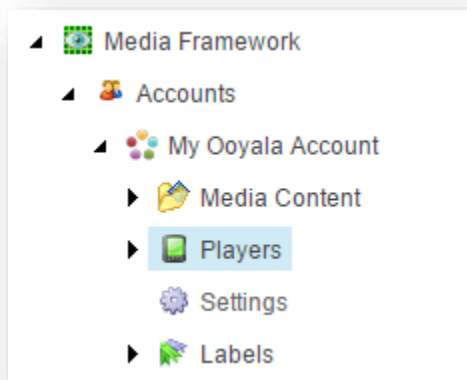 Media Framework
Accounts
My Ooyala Account
Media Content
Players
Settings
Labels